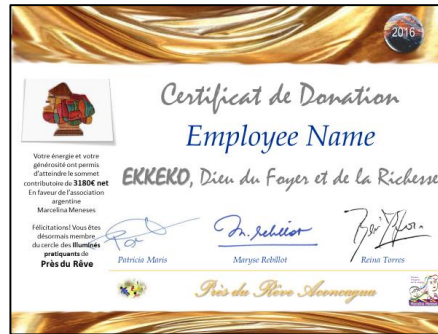 2016
Certificat de Donation
Employee Name
EKKEKO, Dieu du Foyer et de la Richesse
Votre énergie et votre
générosité ont permis
d'atteindre le sommet
contributoire de 3180€ net
En faveur de l'association
argentine
Marcelina Meneses
Félicitations! Vous êtes
désormais membre
du cercle des Illuminés
pratiquants de
Près du Rêve
M. Rebillot
Patricia Maris
Maryse Rebillot
Reina Torres
Près du Rêve Aconcagua